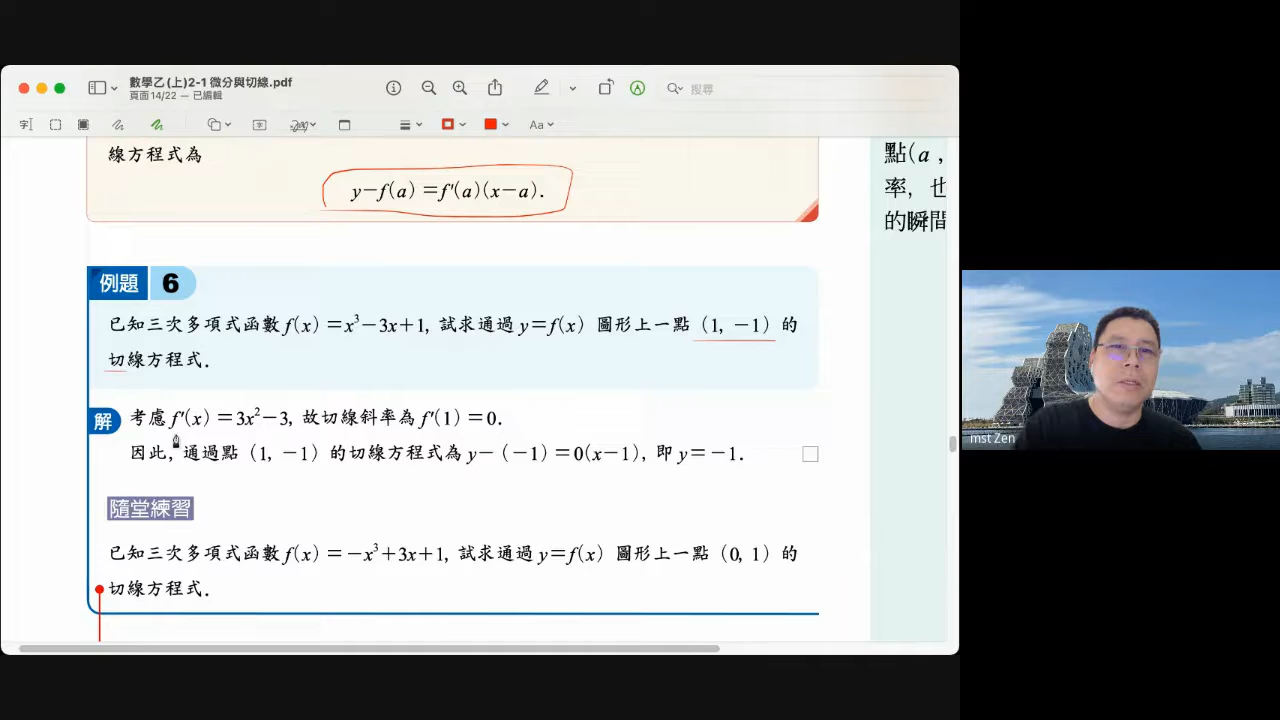 數學乙(上)2-1 微分與切線.pdf
頁面 14/22 — 已編輯
搜尋
Aa
線方程式為
y−f(a)=f'(a)(x−a).
點(a,
率,也
的瞬間
例題 6
已知三次多項式函數 f(x)=x³−3x+1, 試求通過 y=f(x) 圖形上一點 (1, −1) 的
切線方程式.
解 考慮 f'(x)=3x²−3, 故切線斜率為 f'(1)=0.
因此, 通過點 (1, −1) 的切線方程式為 y−(−1)=0(x−1), 即 y=−1.
隨堂練習
已知三次多項式函數 f(x)=−x³+3x+1, 試求通過 y=f(x) 圖形上一點 (0, 1) 的
切線方程式.
mst Zen